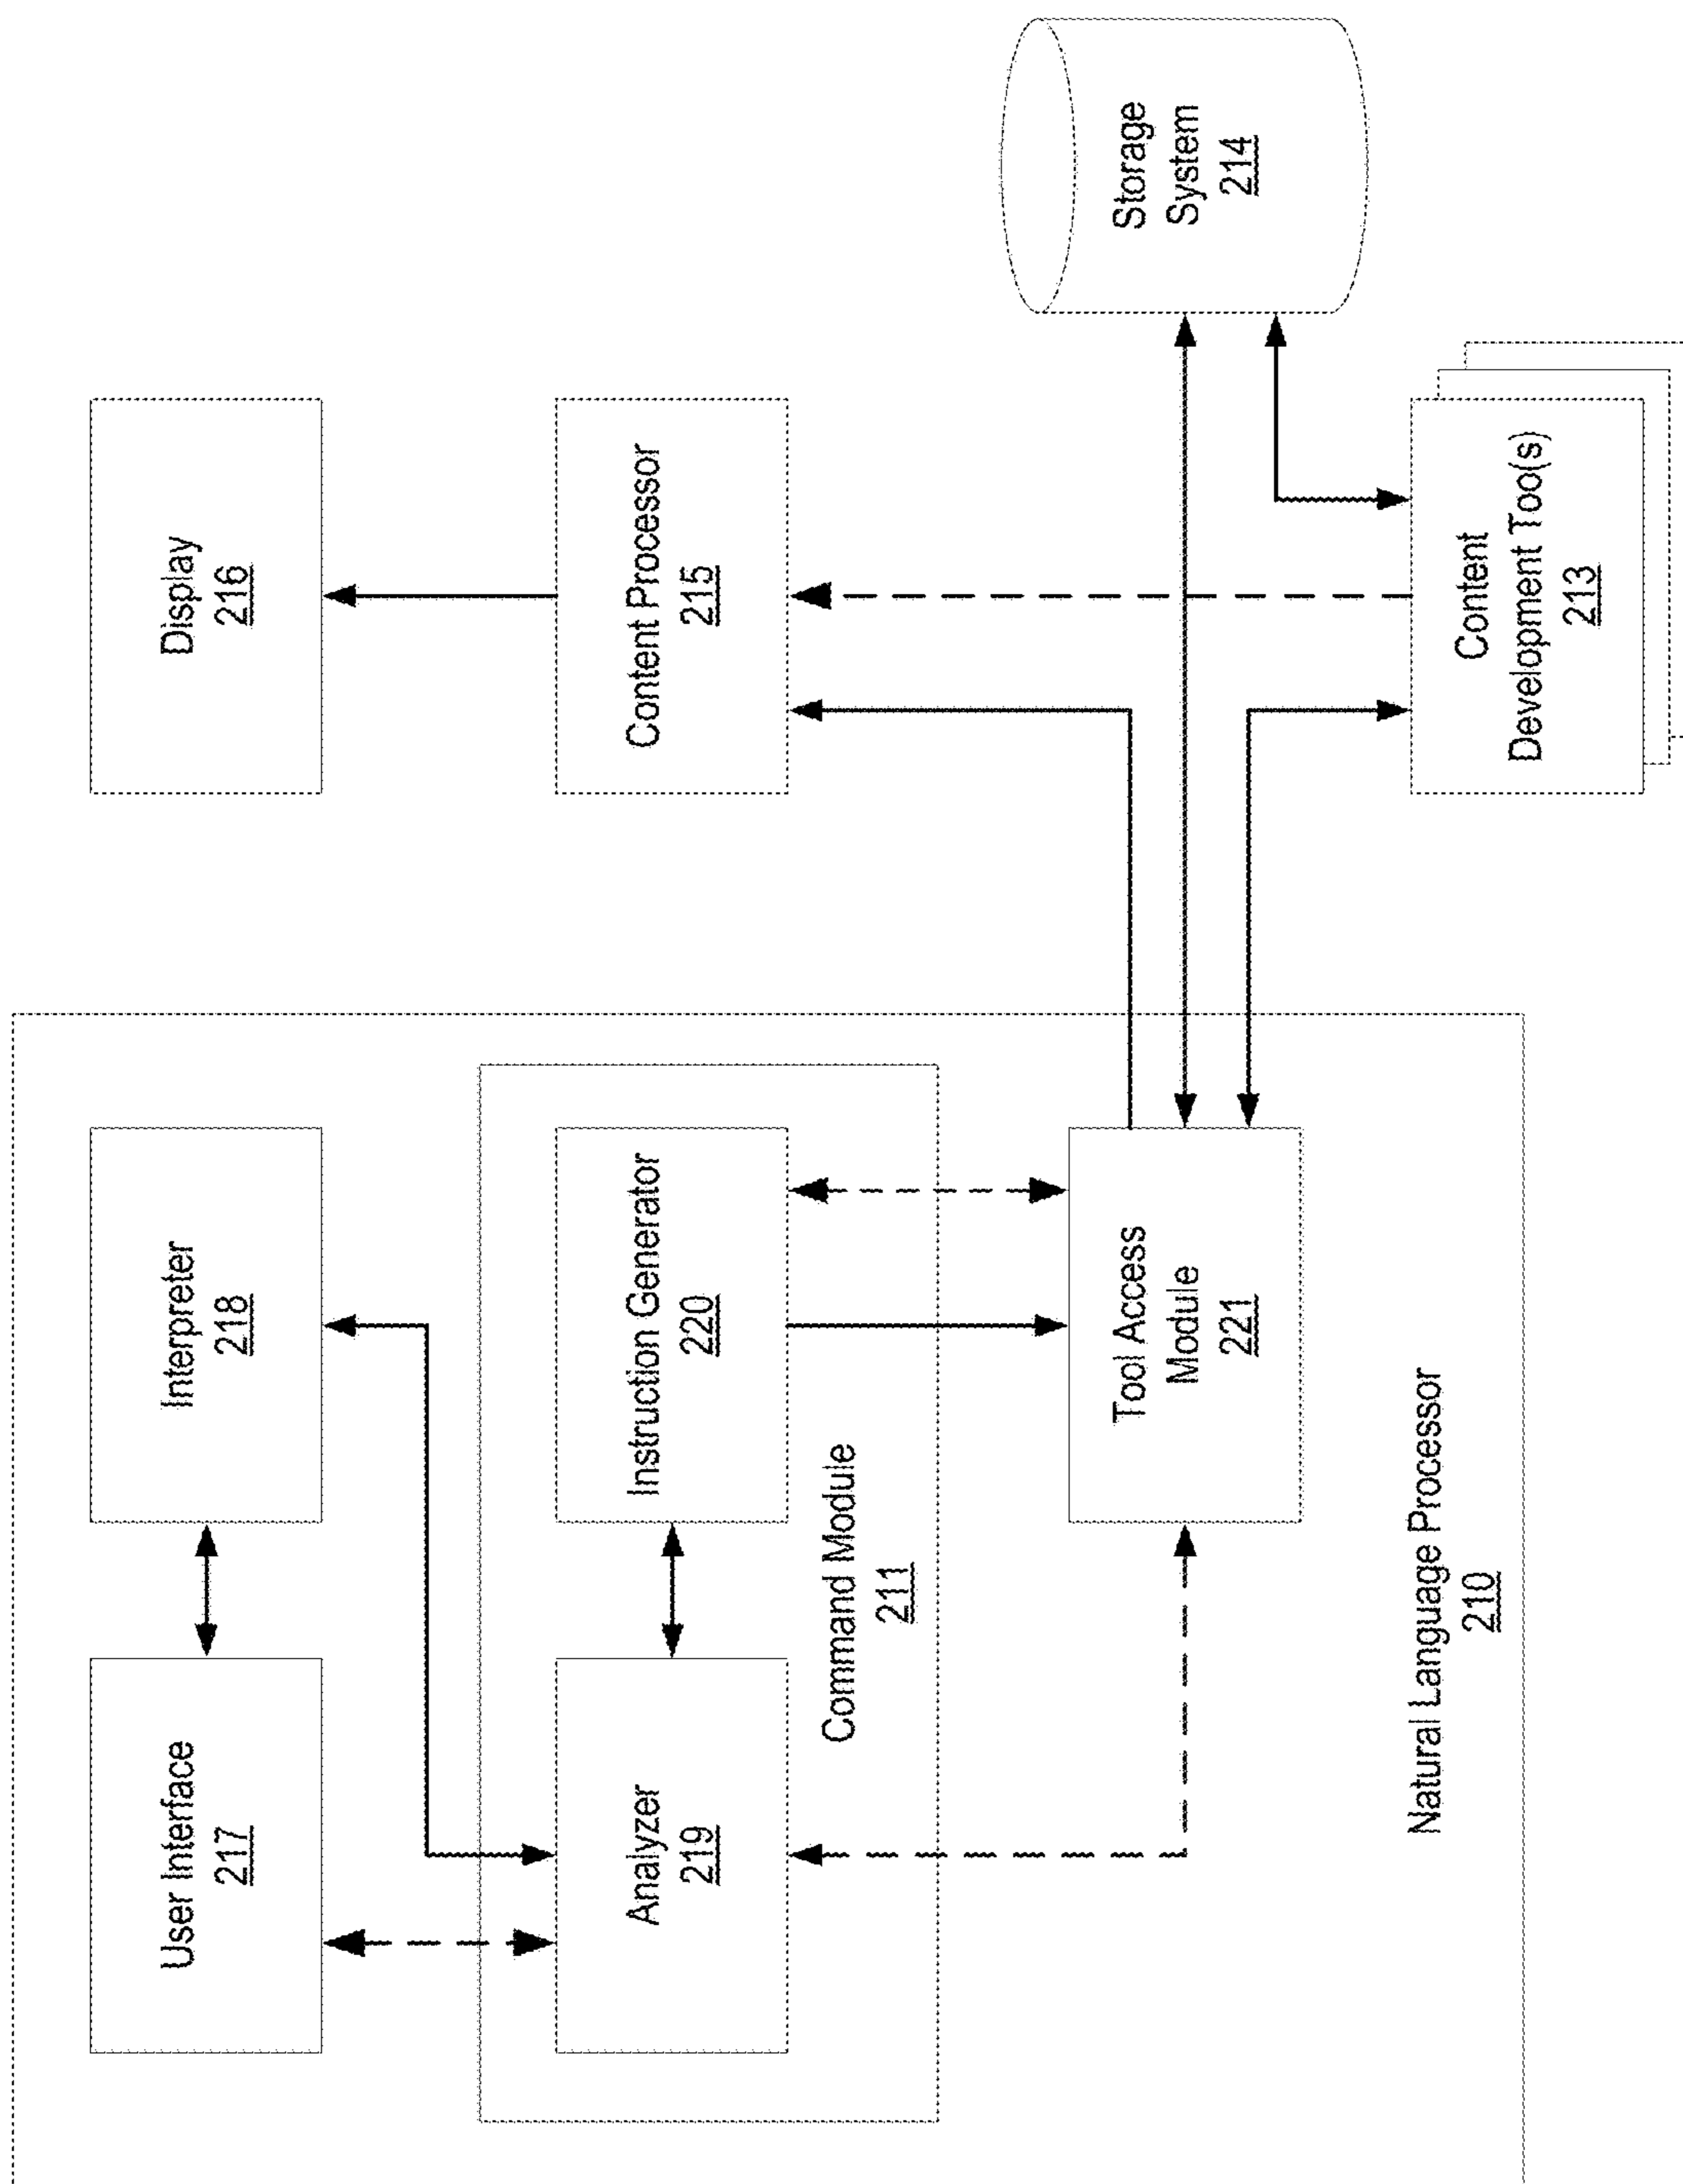 User Interface
217
Interpreter
218
Display
216
Analyzer
219
Instruction Generator
220
Content Processor
215
Command Module
211
Tool Access
Module
221
Storage
System
214
Natural Language Processor
210
Content
Development Too(s)
213